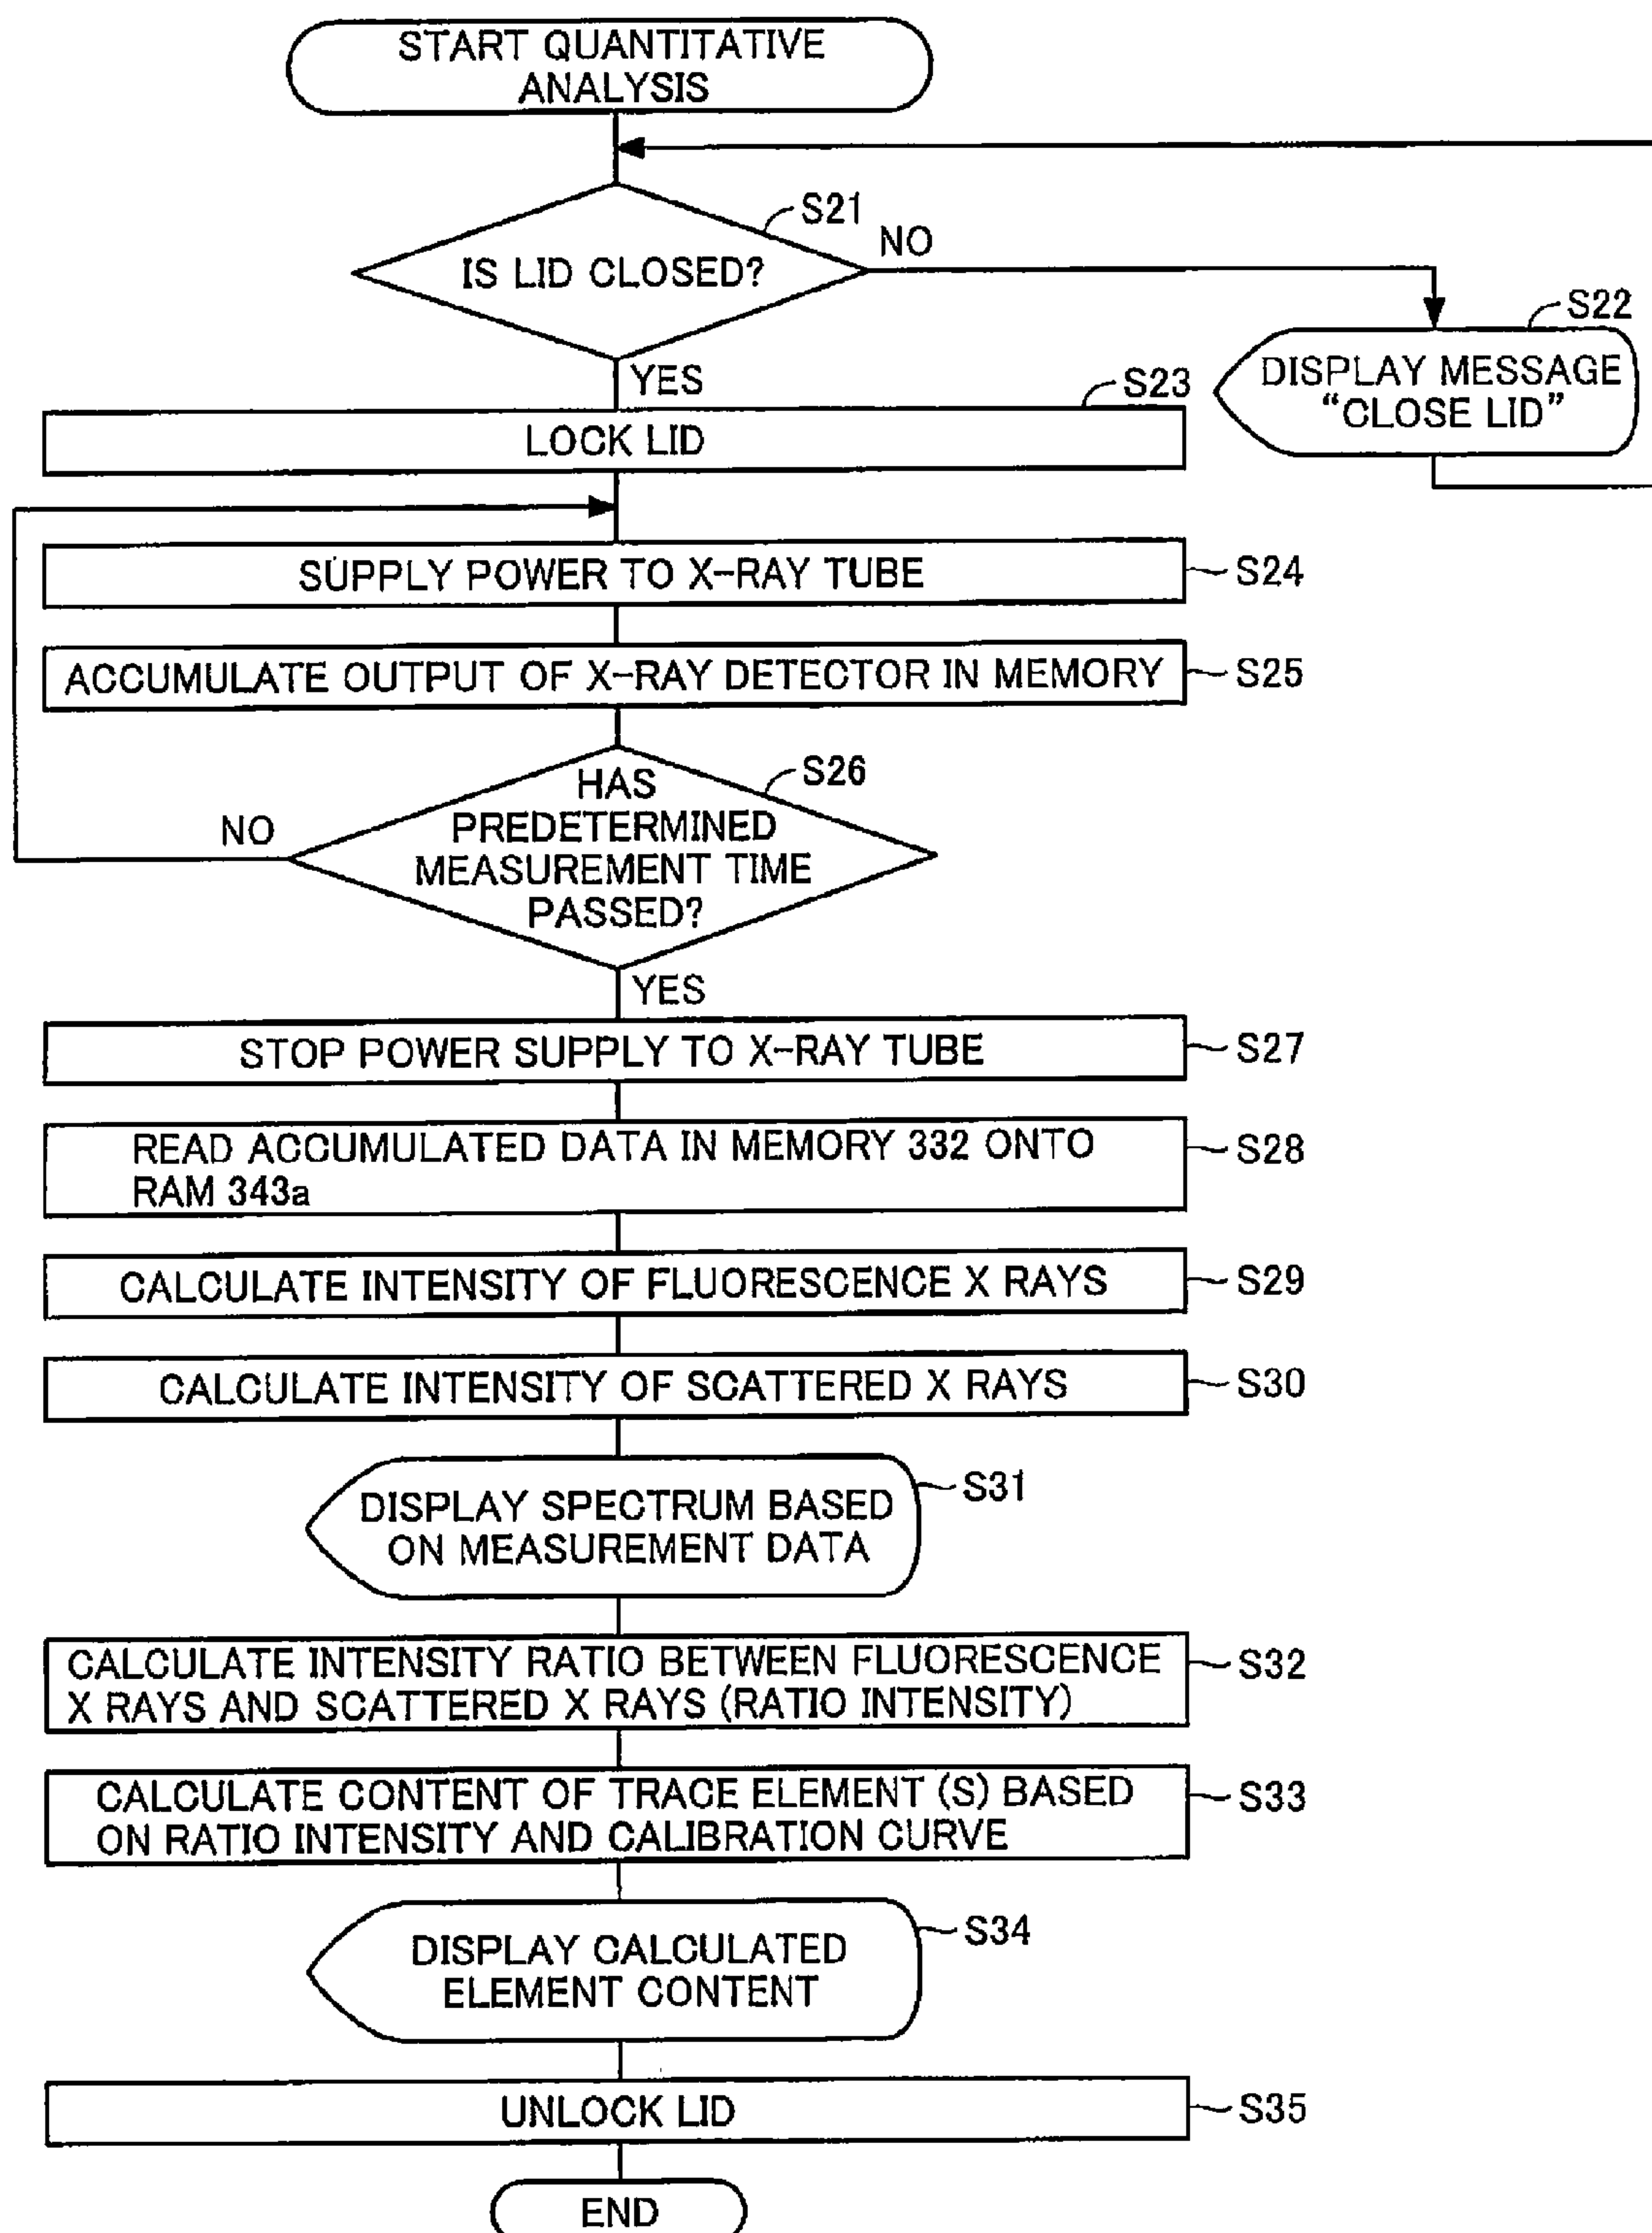 START QUANTITATIVE
ANALYSIS
S21
NO
IS LID CLOSED?
S22
DISPLAY MESSAGE
“CLOSE LID”
YES
S23
LOCK LID
SUPPLY POWER TO X-RAY TUBE
S24
ACCUMULATE OUTPUT OF X-RAY DETECTOR IN MEMORY
S25
S26
HAS
PREDETERMINED
MEASUREMENT TIME
PASSED?
NO
YES
STOP POWER SUPPLY TO X-RAY TUBE
S27
READ ACCUMULATED DATA IN MEMORY 332 ONTO
RAM 343a
S28
CALCULATE INTENSITY OF FLUORESCENCE X RAYS
S29
CALCULATE INTENSITY OF SCATTERED X RAYS
S30
DISPLAY SPECTRUM BASED
ON MEASUREMENT DATA
S31
CALCULATE INTENSITY RATIO BETWEEN FLUORESCENCE
X RAYS AND SCATTERED X RAYS (RATIO INTENSITY)
S32
CALCULATE CONTENT OF TRACE ELEMENT (S) BASED
ON RATIO INTENSITY AND CALIBRATION CURVE
S33
DISPLAY CALCULATED
ELEMENT CONTENT
S34
UNLOCK LID
S35
END